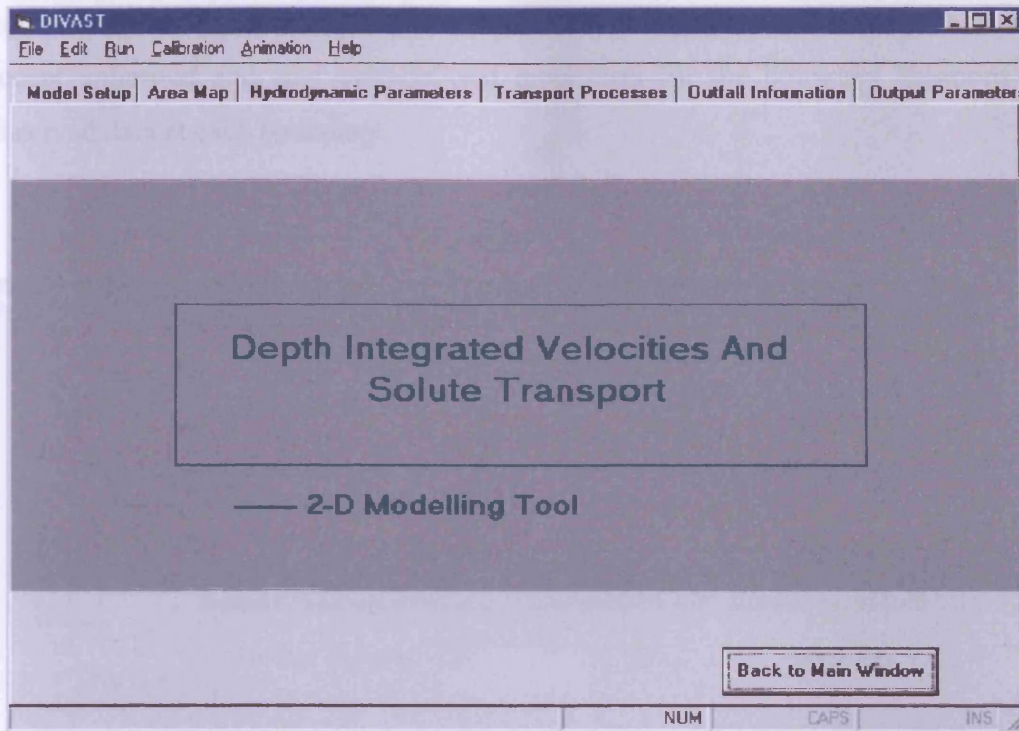 DIVAST
File Edit Run Calibration Animation Help
Model Setup Area Map Hydrodynamic Parameters Transport Processes Outfall Information Output Parameter
Depth Integrated Velocities And
Solute Transport
—— 2-D Modelling Tool
Back to Main Window
NUM CAPS INS